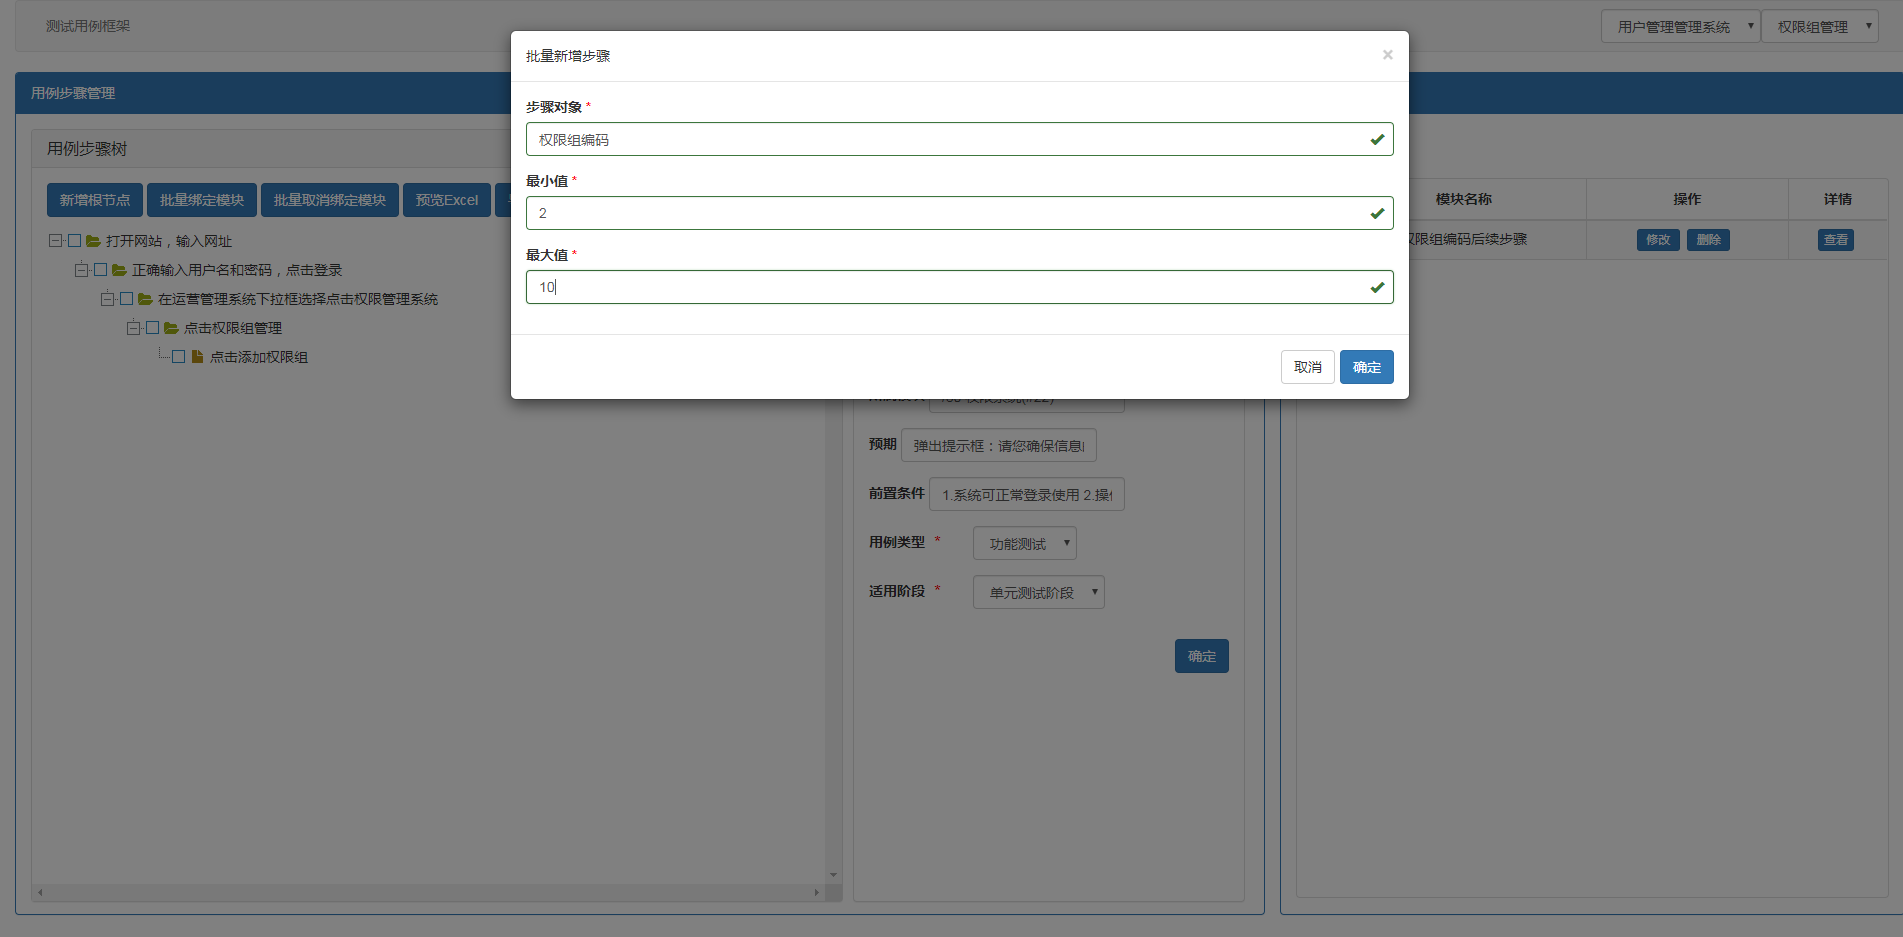 测试用例框架
用户管理管理系统
权限组管理
批量新增步骤
×
步骤对象 *
权限组编码
最小值 *
2
最大值 *
10
取消
确定
用例步骤管理
用例步骤树
新增根节点
批量绑定模块
批量取消绑定模块
预览Excel
打开网站，输入网址
正确输入用户名和密码，点击登录
在运营管理系统下拉框选择点击权限管理系统
点击权限组管理
点击添加权限组
预期
弹出提示框：请您确保信息
前置条件
1.系统可正常登录使用 2.操
用例类型 *
功能测试
适用阶段 *
单元测试阶段
确定
模块名称
操作
详情
权限组编码后续步骤
修改
删除
查看